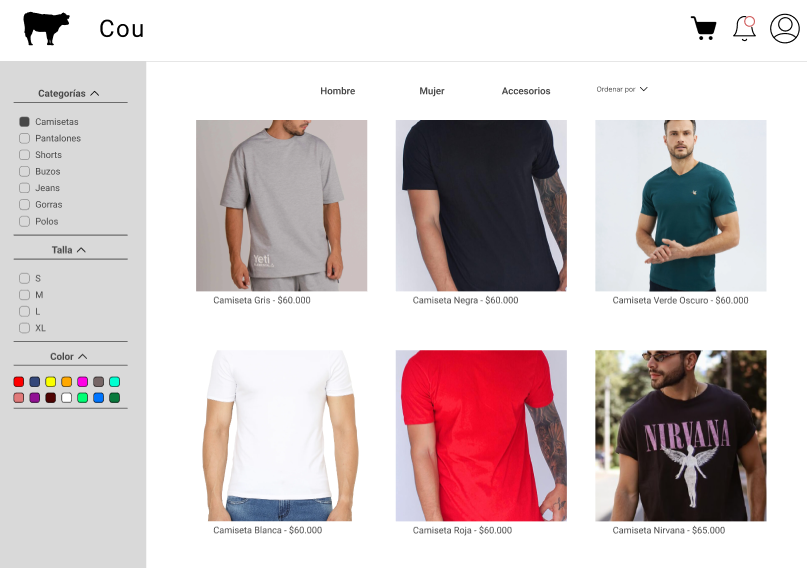 Cou
Categorías
Camisetas
Pantalones
Shorts
Buzos
Jeans
Gorras
Polos
Talla
S
M
L
XL
Color
Hombre
Mujer
Accesorios
Ordenar por
Yeti
Camiseta Gris - $60.000
Camiseta Negra - $60.000
Camiseta Verde Oscuro - $60.000
NIRVANA
Camiseta Blanca - $60.000
Camiseta Roja - $60.000
Camiseta Nirvana - $65.000